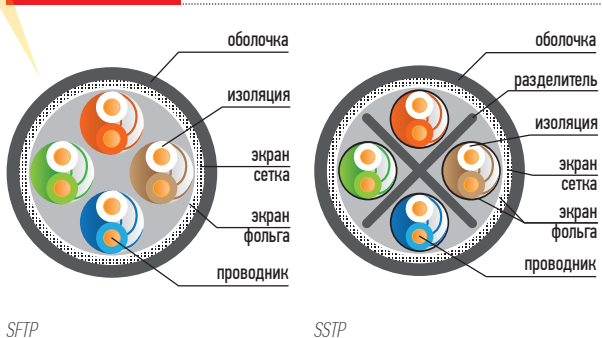 оболочка
изоляция
экран
сетка
экран
фольга
проводник
SFTP
оболочка
разделитель
изоляция
экран
сетка
экран
фольга
проводник
SSTP